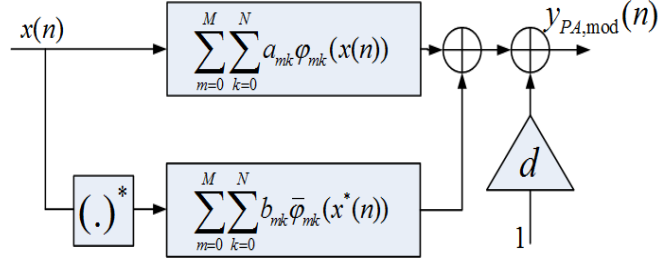 x(n)
$\sum_{m=0}^{M} \sum_{k=0}^{N} a_{mk} \varphi_{mk}(x(n))$
$y_{PA,mod}(n)$
d
$(.)^*$
$\sum_{m=0}^{M} \sum_{k=0}^{N} b_{mk} \bar{\varphi}_{mk}(x^*(n))$
1